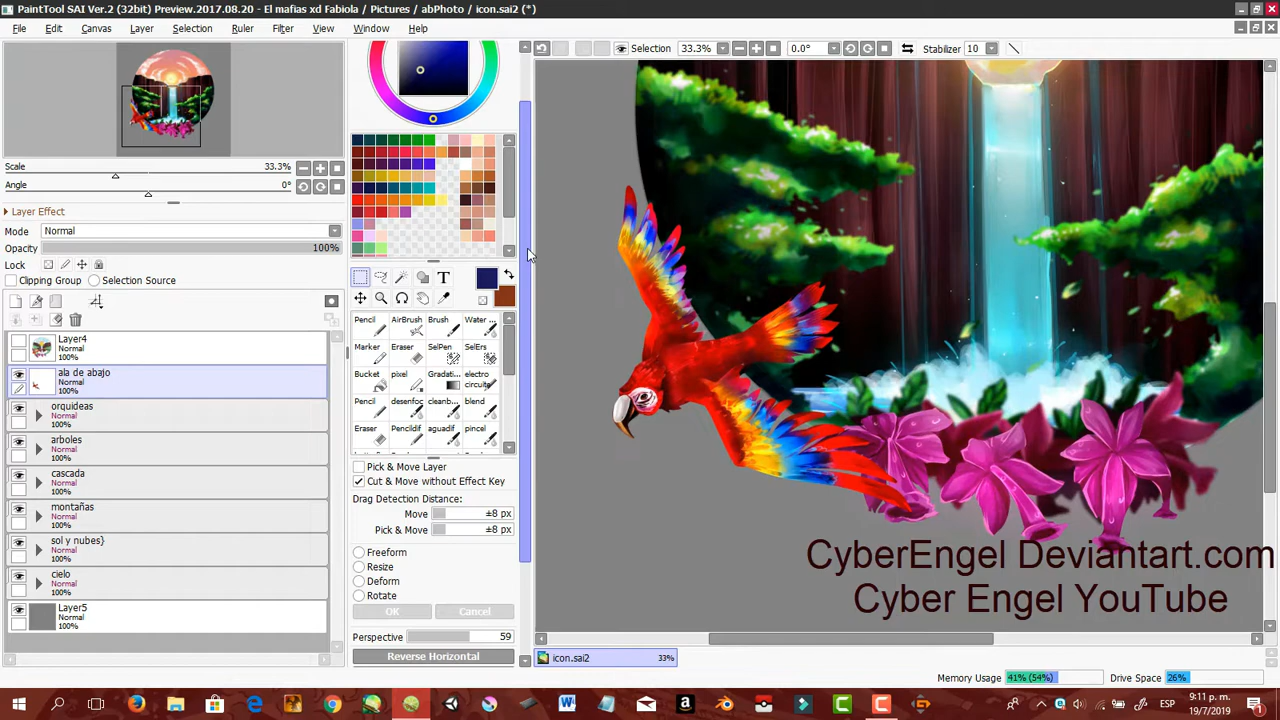 PaintTool SAI Ver.2 (32bit) Preview.2017.08.20 - El mafias xd Fabiola / Pictures / abPhoto / icon.sai2 (*)
File Edit Canvas Layer Selection Ruler Filter View Window Help
Selection 33.3% 0.0° Stabilizer 10
Scale 33.3%
Angle 0°
Layer Effect
Mode Normal
Opacity 100%
Lock
Clipping Group Selection Source
Layer4
Normal
100%
ala de abajo
Normal
100%
orquideas
Normal
100%
arboles
Normal
100%
cascada
Normal
100%
montañas
Normal
100%
sol y nubes}
Normal
100%
cielo
Normal
100%
Layer5
Normal
100%
T
Pencil AirBrush Brush Water ...
Marker Eraser SelPen SelErs
Bucket pixel Gradati... electro circuito
Pencil desenfoc cleanb... blend
Eraser Pencildif aguadif pincel
Pick & Move Layer
Cut & Move without Effect Key
Drag Detection Distance:
Move ±8 px
Pick & Move ±8 px
Freeform
Resize
Deform
Rotate
OK Cancel
Perspective 59
Reverse Horizontal
CyberEngel Deviantart.com
Cyber Engel YouTube
icon.sai2 33%
Memory Usage 41% (54%) Drive Space 26%
ESP
9:11 p. m.
19/7/2019